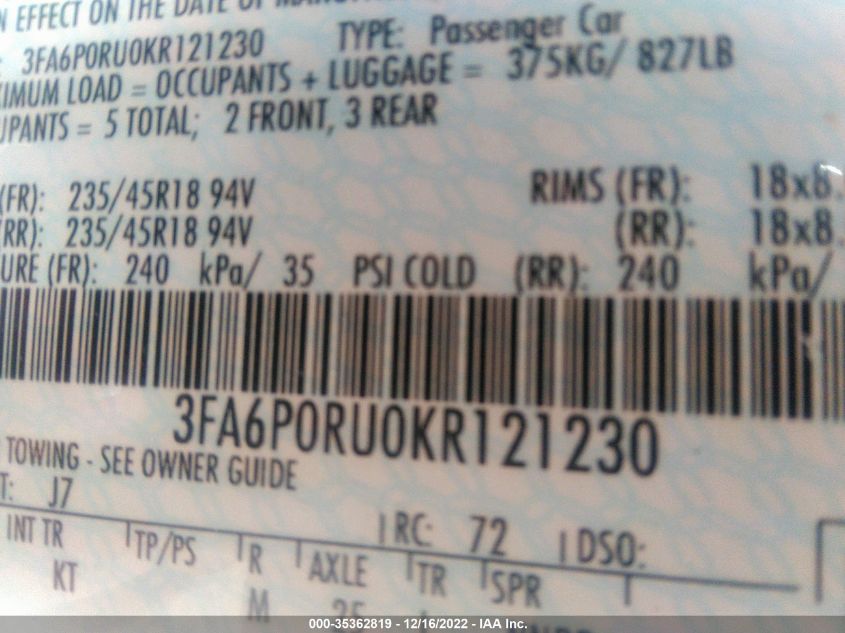 EFFECT ON THE DATE OF
3FA6P0RU0KR121230 TYPE: Passenger Car
LOAD = OCCUPANTS + LUGGAGE = 375KG/ 827LB
= 5 TOTAL; 2 FRONT, 3 REAR
(FR): 235/45R18 94V RIMS (FR): 18x8.
(RR): 235/45R18 94V (RR): 18x8.
(FR): 240 kPa/ 35 PSI COLD (RR): 240 kPa/
3FA6P0RU0KR121230
TOWING - SEE OWNER GUIDE
T: J7
RC: 72 DSO:
INT TR TP/PS R AXLE TR SPR
KT M
000-35362819 - 12/16/2022 - IAA Inc.